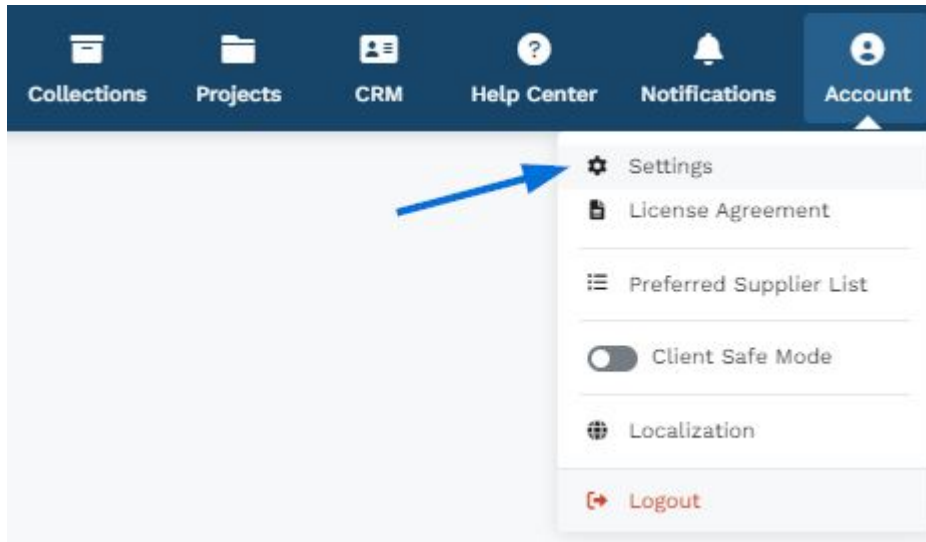 Collections Projects CRM Help Center Notifications Account
Settings
License Agreement
Preferred Supplier List
Client Safe Mode
Localization
Logout